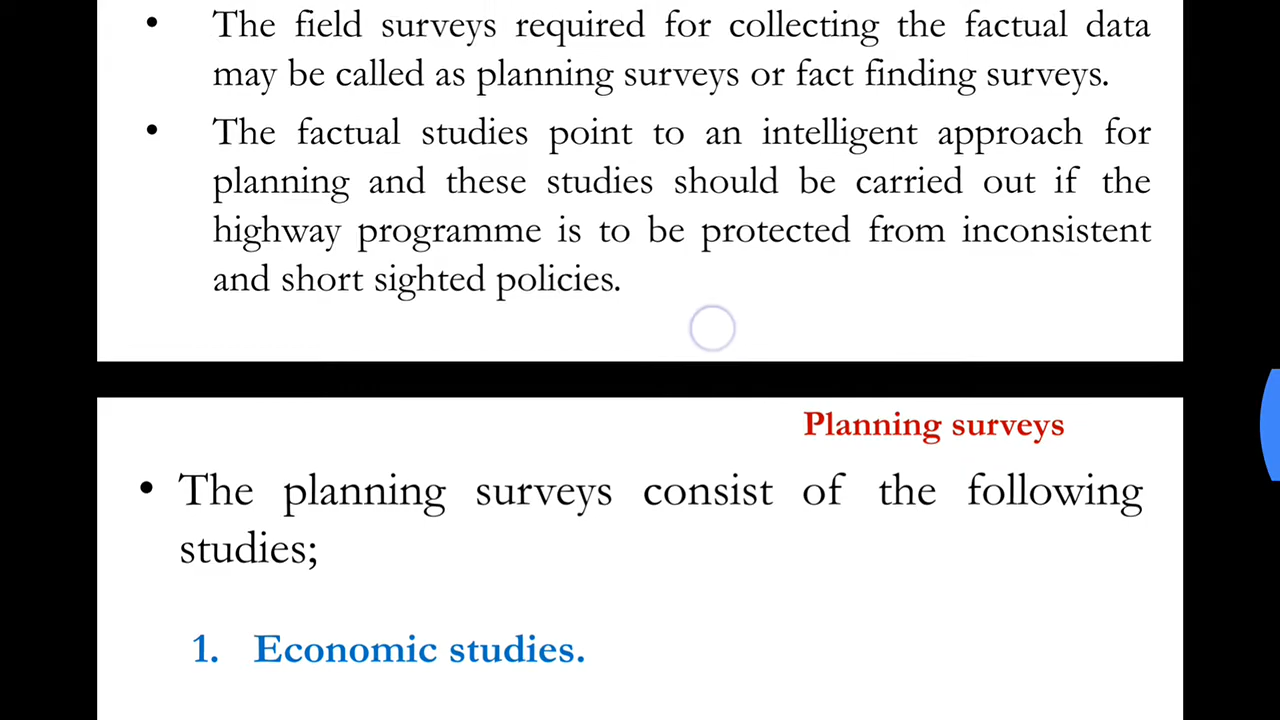 • The field surveys required for collecting the factual data
may be called as planning surveys or fact finding surveys.
• The factual studies point to an intelligent approach for
planning and these studies should be carried out if the
highway programme is to be protected from inconsistent
and short sighted policies.
Planning surveys
• The planning surveys consist of the following
studies;
1. Economic studies.